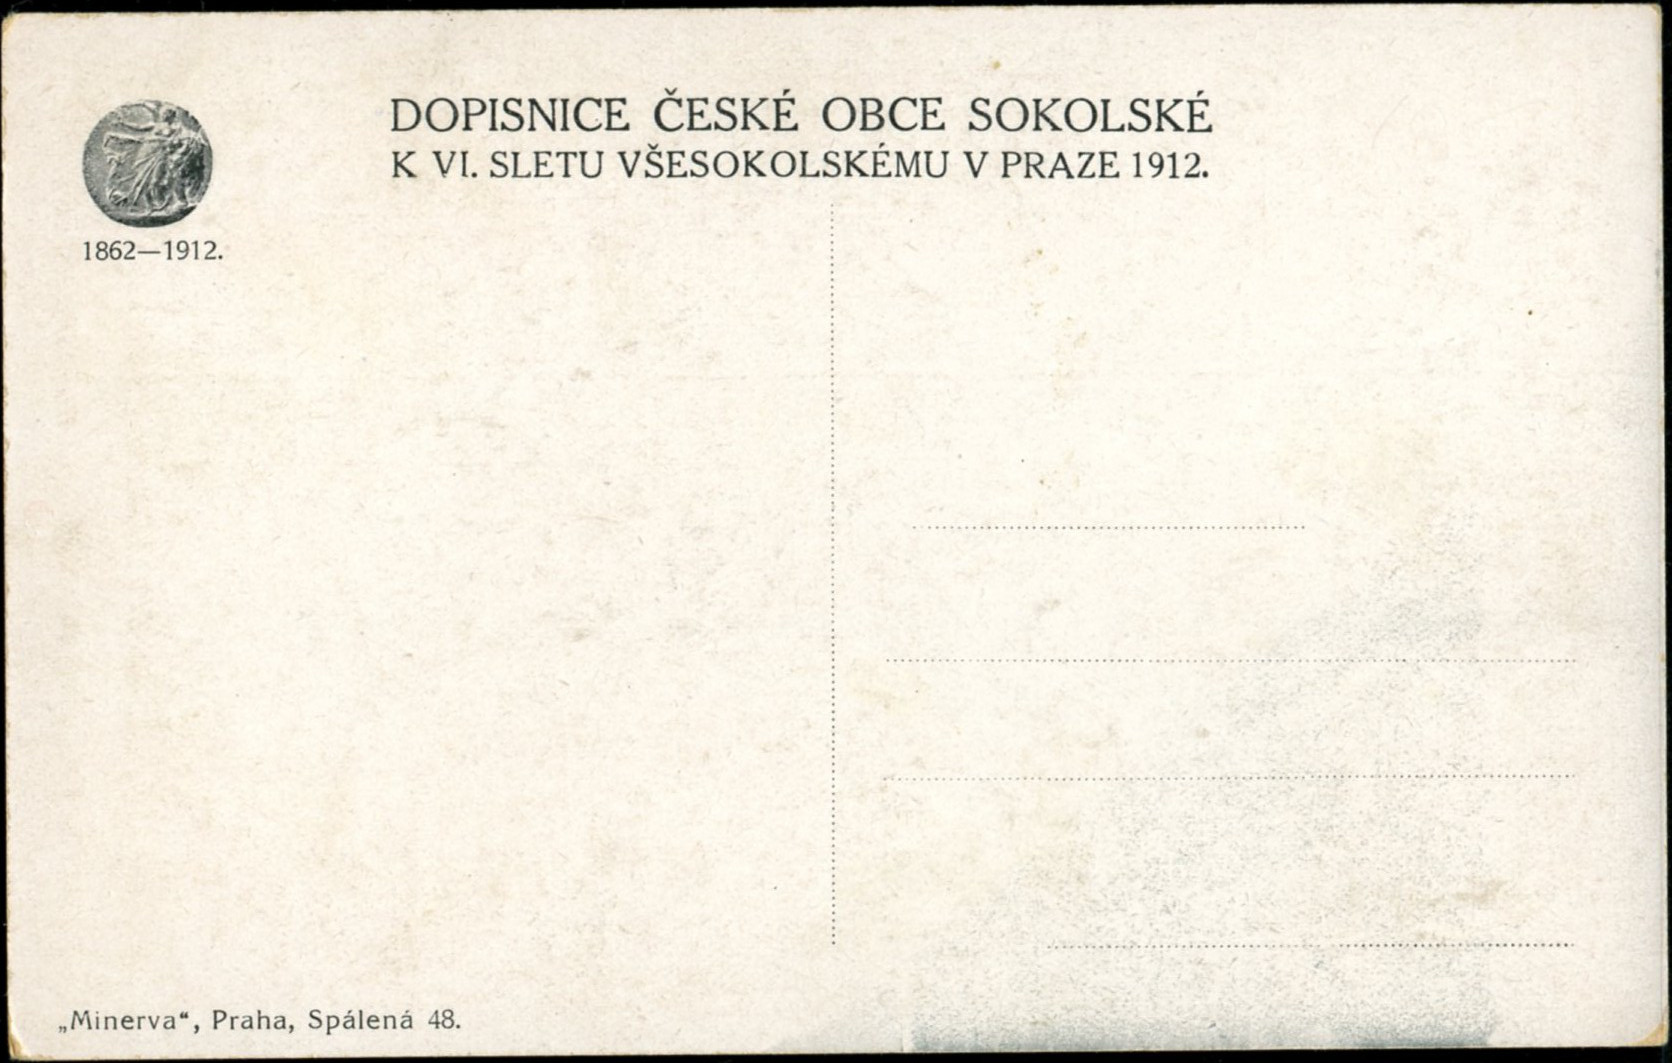 DOPISNICE ČESKÉ OBCE SOKOLSKÉ
K VI. SLETU VŠESOKOLSKÉMU V PRAZE 1912.
1862—1912.
„Minerva“, Praha, Spálená 48.